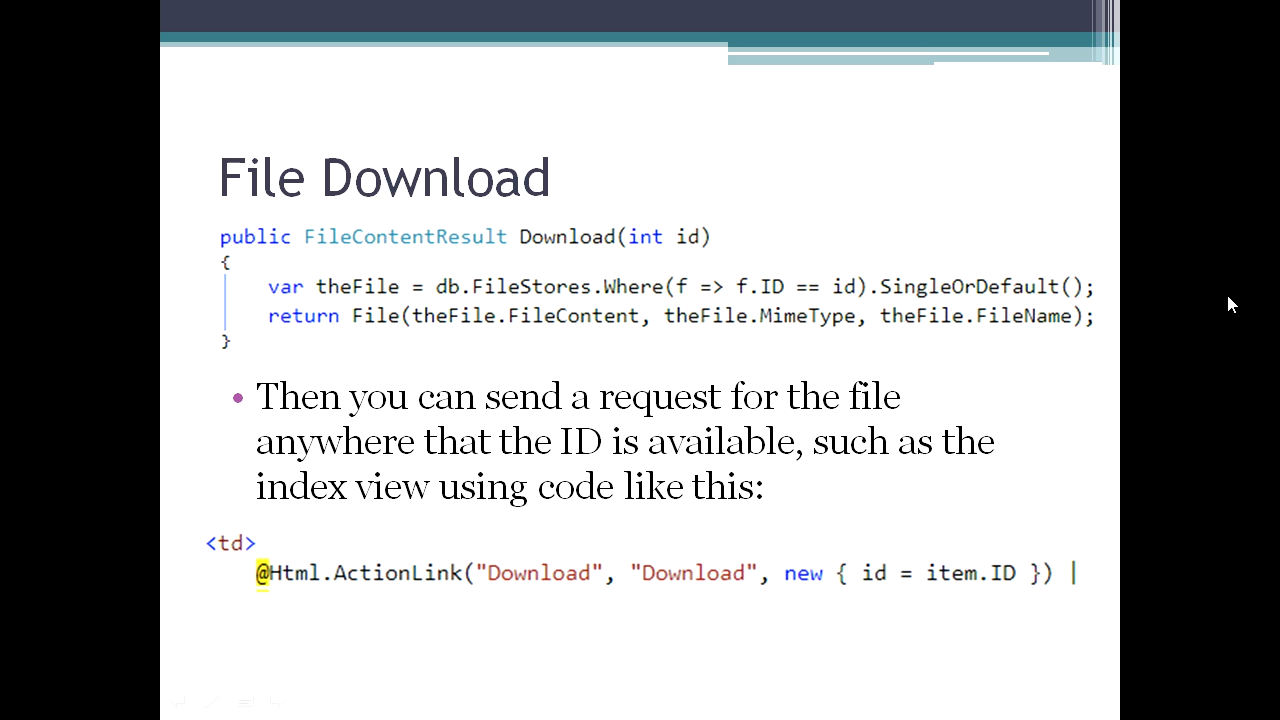 File Download
public FileContentResult Download(int id)
{
var theFile = db.FileStores.Where(f => f.ID == id).SingleOrDefault();
return File(theFile.FileContent, theFile.MimeType, theFile.FileName);
}
• Then you can send a request for the file
anywhere that the ID is available, such as the
index view using code like this:
<td>
@Html.ActionLink("Download", "Download", new { id = item.ID }) |